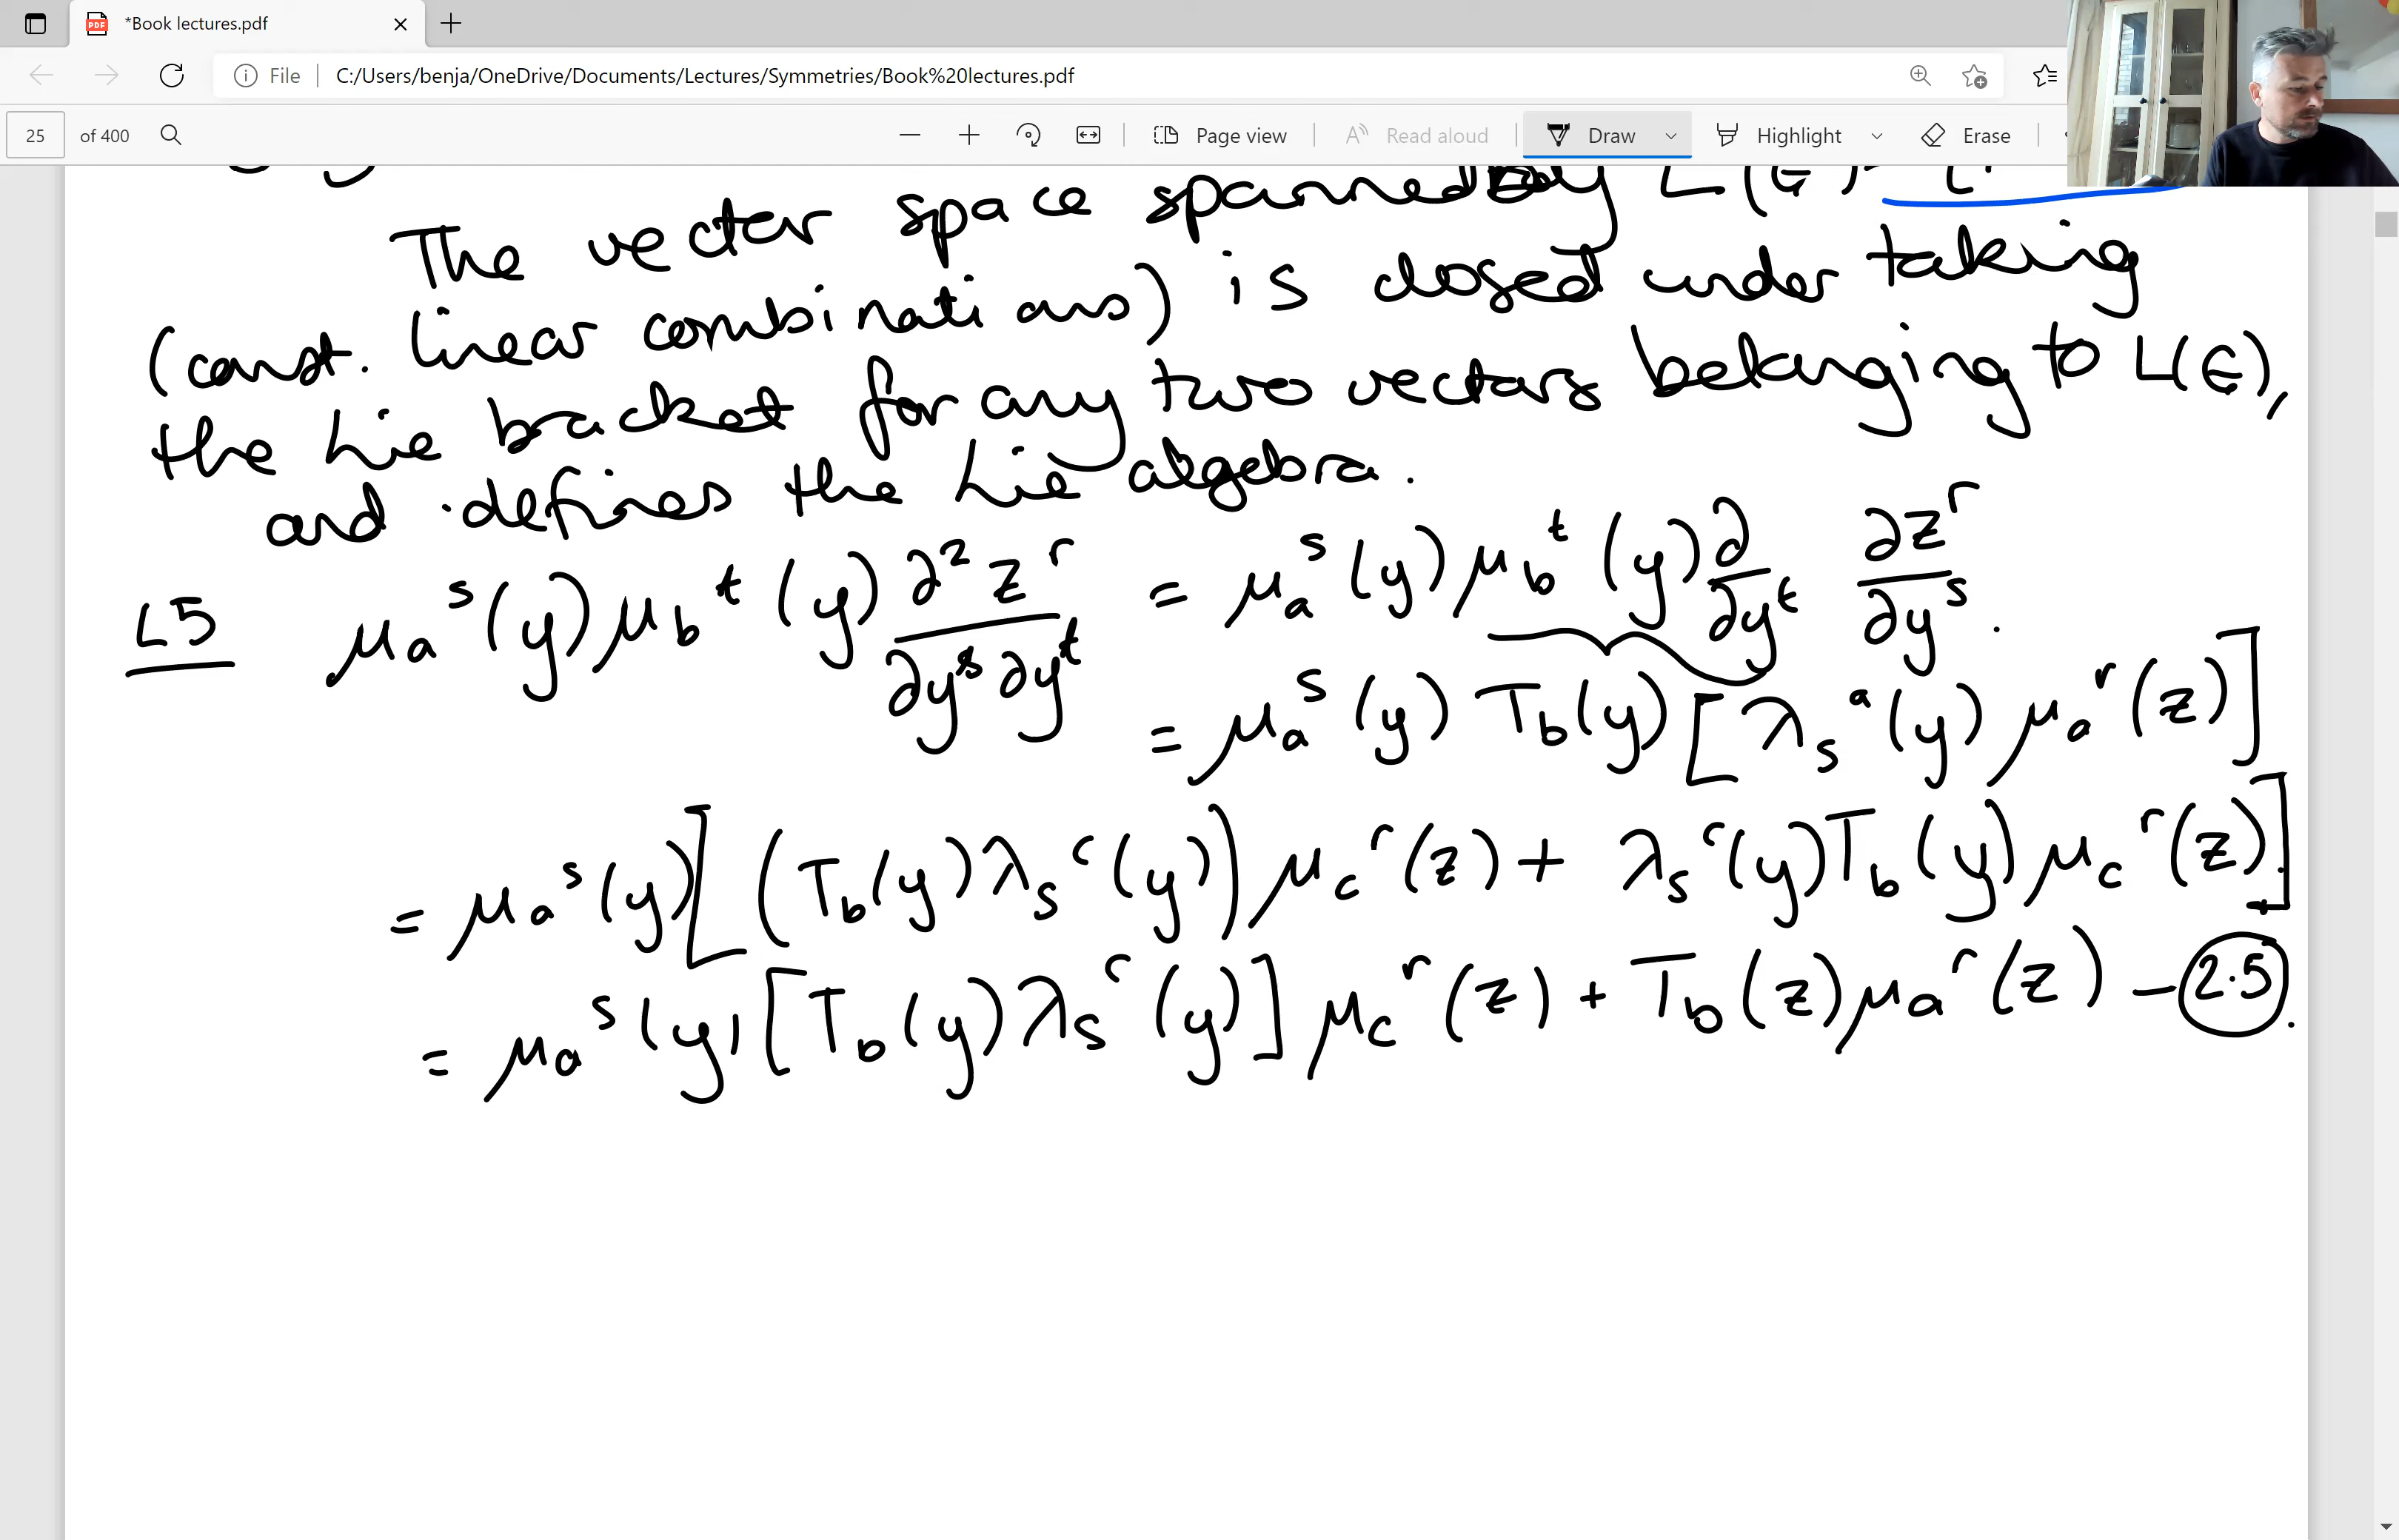 *Book lectures.pdf
File C:/Users/benja/OneDrive/Documents/Lectures/Symmetries/Book%20lectures.pdf
25 of 400 Page view Read aloud Draw Highlight Erase
The vector space spanned by L(G)
(const. linear combinations) is closed under taking
the Lie bracket for any two vectors belonging to L(G),
and defines the Lie algebra.
L5 μ_a^s(y) μ_b^t(y) ∂²z^r / ∂y^s ∂y^t = μ_a^s(y) μ_b^t(y) ∂/∂y^t ∂z^r/∂y^s .
= μ_a^s(y) T_b(y) [λ_s^a(y) μ_a^r(z)]
= μ_a^s(y) [(T_b(y) λ_s^c(y)) μ_c^r(z) + λ_s^c(y) T_b(y) μ_c^r(z)]
= μ_a^s(y) [T_b(y) λ_s^c(y)] μ_c^r(z) + T_b(z) μ_a^r(z) – 2.5 .